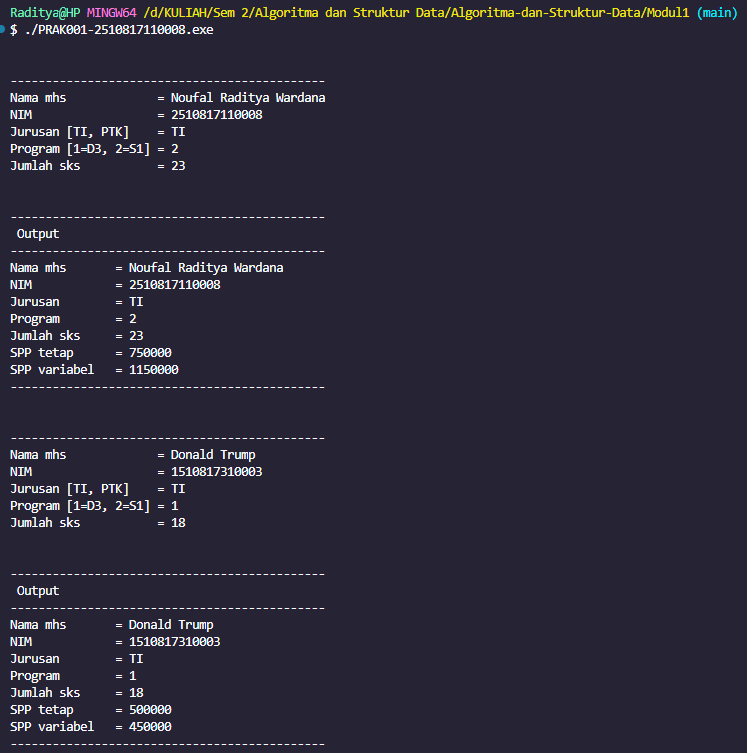 Raditya@HP MINGW64 /d/KULIAH/Sem 2/Algoritma dan Struktur Data/Algoritma-dan-Struktur-Data/Modul1 (main)
$ ./PRAK001-2510817110008.exe
---------------------------------------------
Nama mhs             = Noufal Raditya Wardana
NIM                  = 2510817110008
Jurusan [TI, PTK]    = TI
Program [1=D3, 2=S1] = 2
Jumlah sks           = 23
---------------------------------------------
 Output
---------------------------------------------
Nama mhs       = Noufal Raditya Wardana
NIM            = 2510817110008
Jurusan        = TI
Program        = 2
Jumlah sks     = 23
SPP tetap      = 750000
SPP variabel   = 1150000
---------------------------------------------
---------------------------------------------
Nama mhs             = Donald Trump
NIM                  = 1510817310003
Jurusan [TI, PTK]    = TI
Program [1=D3, 2=S1] = 1
Jumlah sks           = 18
---------------------------------------------
 Output
---------------------------------------------
Nama mhs       = Donald Trump
NIM            = 1510817310003
Jurusan        = TI
Program        = 1
Jumlah sks     = 18
SPP tetap      = 500000
SPP variabel   = 450000
---------------------------------------------